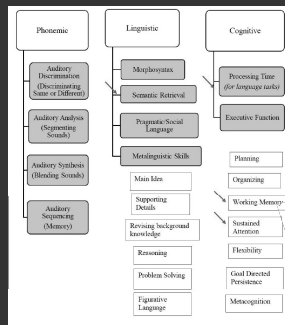 Phonemic
Auditory
Discrimination
(Discriminating
Same or Different)
Auditory Analysis
(Segmenting
Sounds)
Auditory Synthesis
(Blending Sounds)
Auditory
Sequencing
(Memory)
Linguistic
Morphosyntax
Semantic Retrieval
Pragmatic/Social
Language
Metalinguistic Skills
Main Idea
Supporting
Details
Revising background
knowledge
Reasoning
Problem Solving
Figurative
Language
Cognitive
Processing Time
(for language tasks)
Executive Function
Planning
Organizing
Working Memory
Sustained
Attention
Flexibility
Goal Directed
Persistence
Metacognition